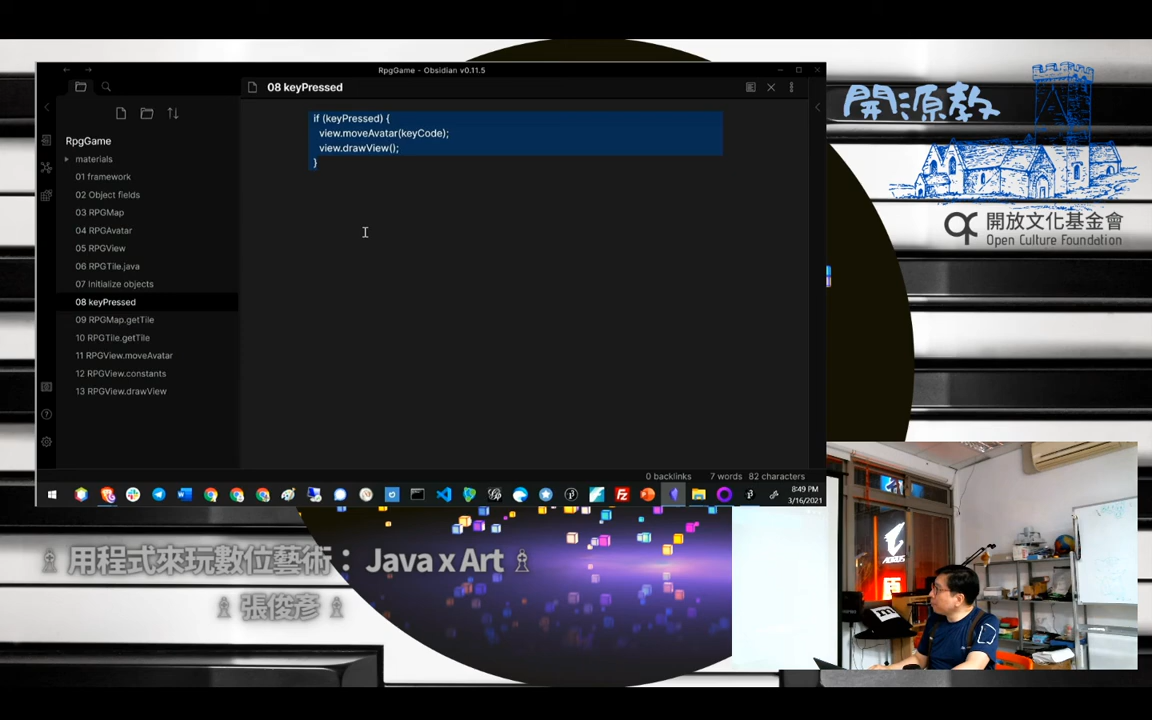 RpgGame - Obsidian v0.11.5
08 keyPressed
if (keyPressed) {
view.moveAvatar(keyCode);
view.drawView();
}
RpgGame
materials
01 framework
02 Object fields
03 RPGMap
04 RPGAvatar
05 RPGView
06 RPGTile.java
07 Initialize objects
08 keyPressed
09 RPGMap.getTile
10 RPGTile.getTile
11 RPGView.moveAvatar
12 RPGView.constants
13 RPGView.drawView
0 backlinks
7 words
82 characters
8:49 PM
3/16/2021
開源教
開放文化基金會
Open Culture Foundation
用程式來玩數位藝術： Java x Art
張俊彥
AORUS